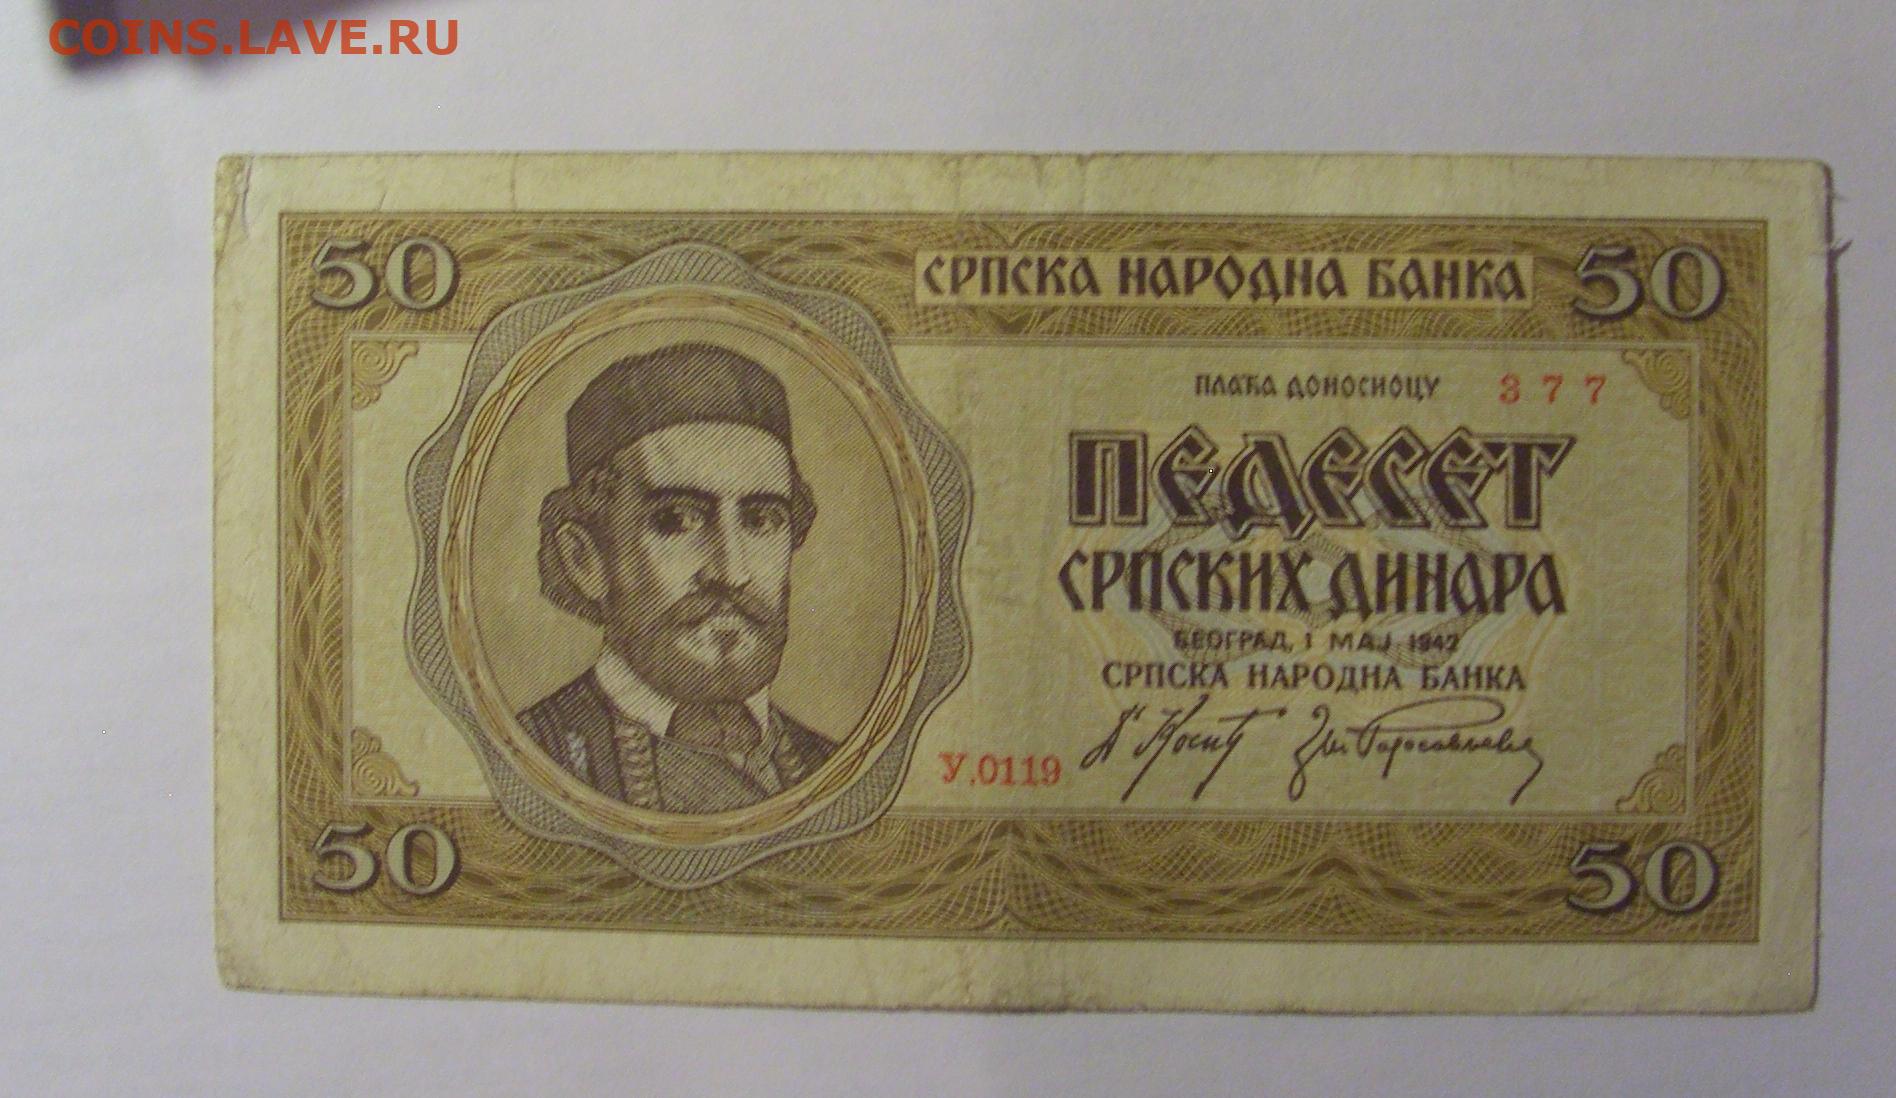 COINS.LAVE.RU
50
СРПСКА НАРОДНА БАНКА
50
ПЛАЋА ДОНОСИОЦУ 377
ПЕДЕСЕТ
СРПСКИХ ДИНАРА
БЕОГРАД, 1 МАЈ 1942
СРПСКА НАРОДНА БАНКА
У.0119
50
50